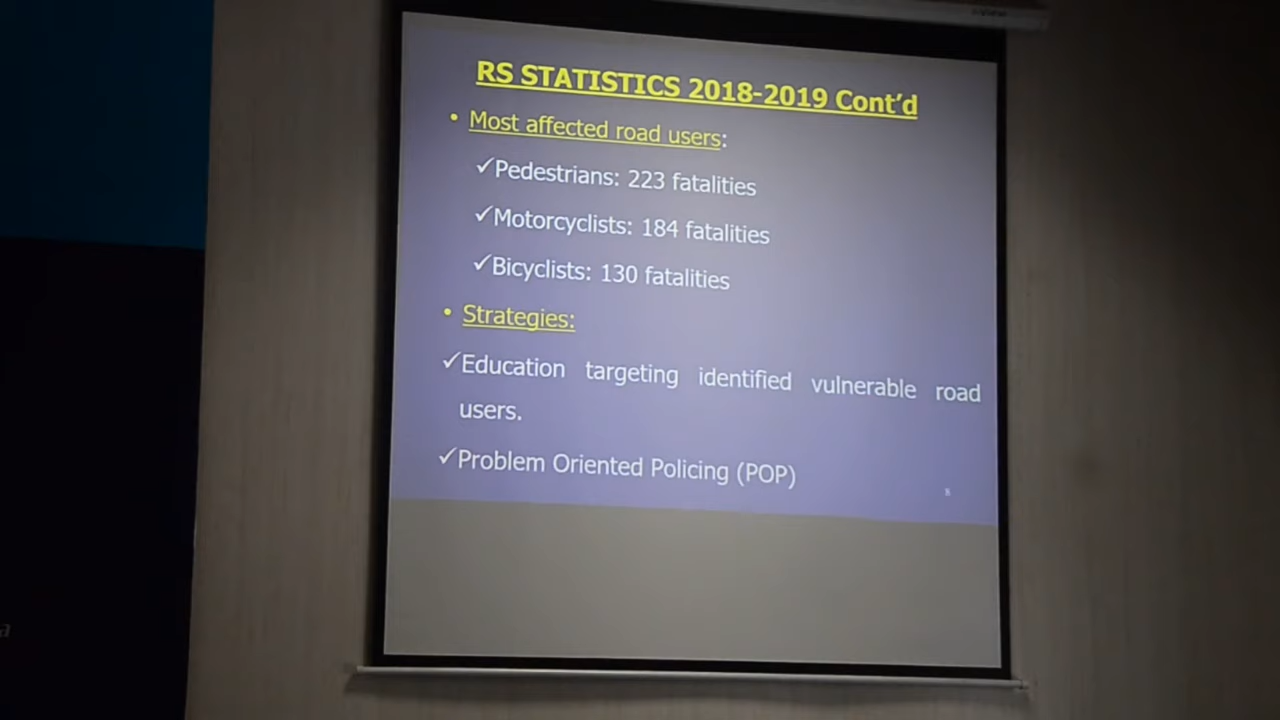 RS STATISTICS 2018-2019 Cont'd
• Most affected road users:
✓Pedestrians: 223 fatalities
✓Motorcyclists: 184 fatalities
✓Bicyclists: 130 fatalities
• Strategies:
✓Education targeting identified vulnerable road
users.
✓Problem Oriented Policing (POP)